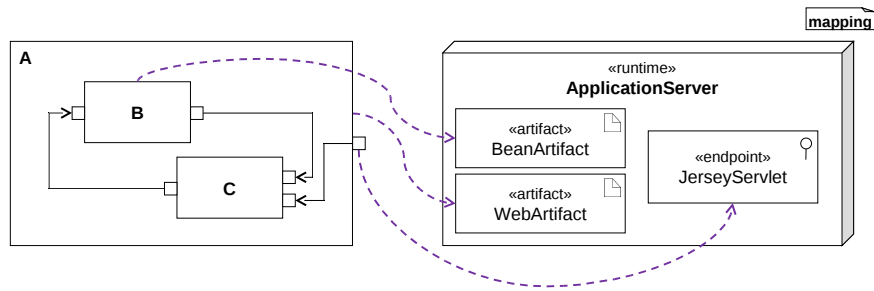 mapping
A
B
C
«runtime»
ApplicationServer
«artifact»
BeanArtifact
«artifact»
WebArtifact
«endpoint»
JerseyServlet